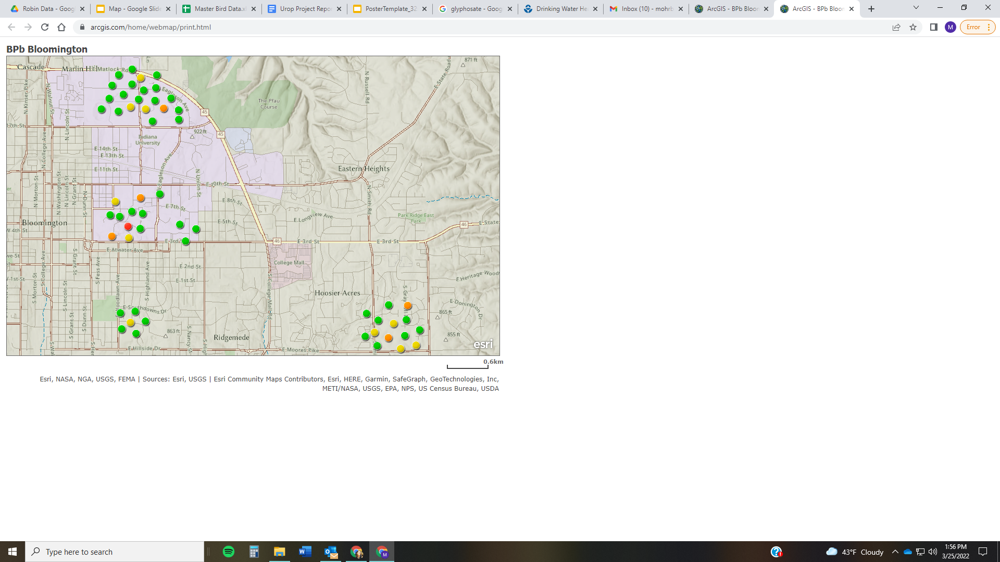 Robin Data - Goog
Map - Google Slide
Master Bird Data.xl
Urop Project Repor
PosterTemplate_32
glyphosate - Goog
Drinking Water He
Inbox (10) - mohrb
ArcGIS - BPb Bloon
ArcGIS - BPb Bloon
arcgis.com/home/webmap/print.html
M
Error
BPb Bloomington
Cascade
E Matlock Rd
871 ft
N Kinser Pike
N Walnut St
N Lincoln St
N Russell Rd
E State Road
The Pfau
Course
45
17th St
922 ft
45
Indiana
University
E 14th St
E 13th St
N College Ave
E 11th St
N Eagleson Ave
N Union St
Eastern Heights
E 10th St
N Morton St
N Washington St
N Lincoln St
N Grant St
N Dunn St
E 8th St
E 7th St
N Smith Rd
E Longview Ave
Park Ridge East
Park
Bloomington
W 4th St
E 5th St
46
E State
E 3rd St
46
E 3rd St
E 3rd St
E Atwater Ave
S College Ave
S Grant St
S Fess Ave
College Mall
E 2nd St
W 1st St
E 1st St
S Highland Ave
S Woodlawn Ave
E Heritage Woods
S Morton St
S Lincoln St
Hoosier Acres
S College Mall Rd
E Southdowns Dr
E Donington Dr
865 ft
S Grant St
S Dunn St
863 ft
S Nancy St
Ridgemede
855 ft
E Hillside Dr
E Moores Pike
esri
0.6km
Esri, NASA, NGA, USGS, FEMA | Sources: Esri, USGS | Esri Community Maps Contributors, Esri, HERE, Garmin, SafeGraph, GeoTechnologies, Inc,
METI/NASA, USGS, EPA, NPS, US Census Bureau, USDA
Type here to search
43°F Cloudy
1:56 PM
3/25/2022